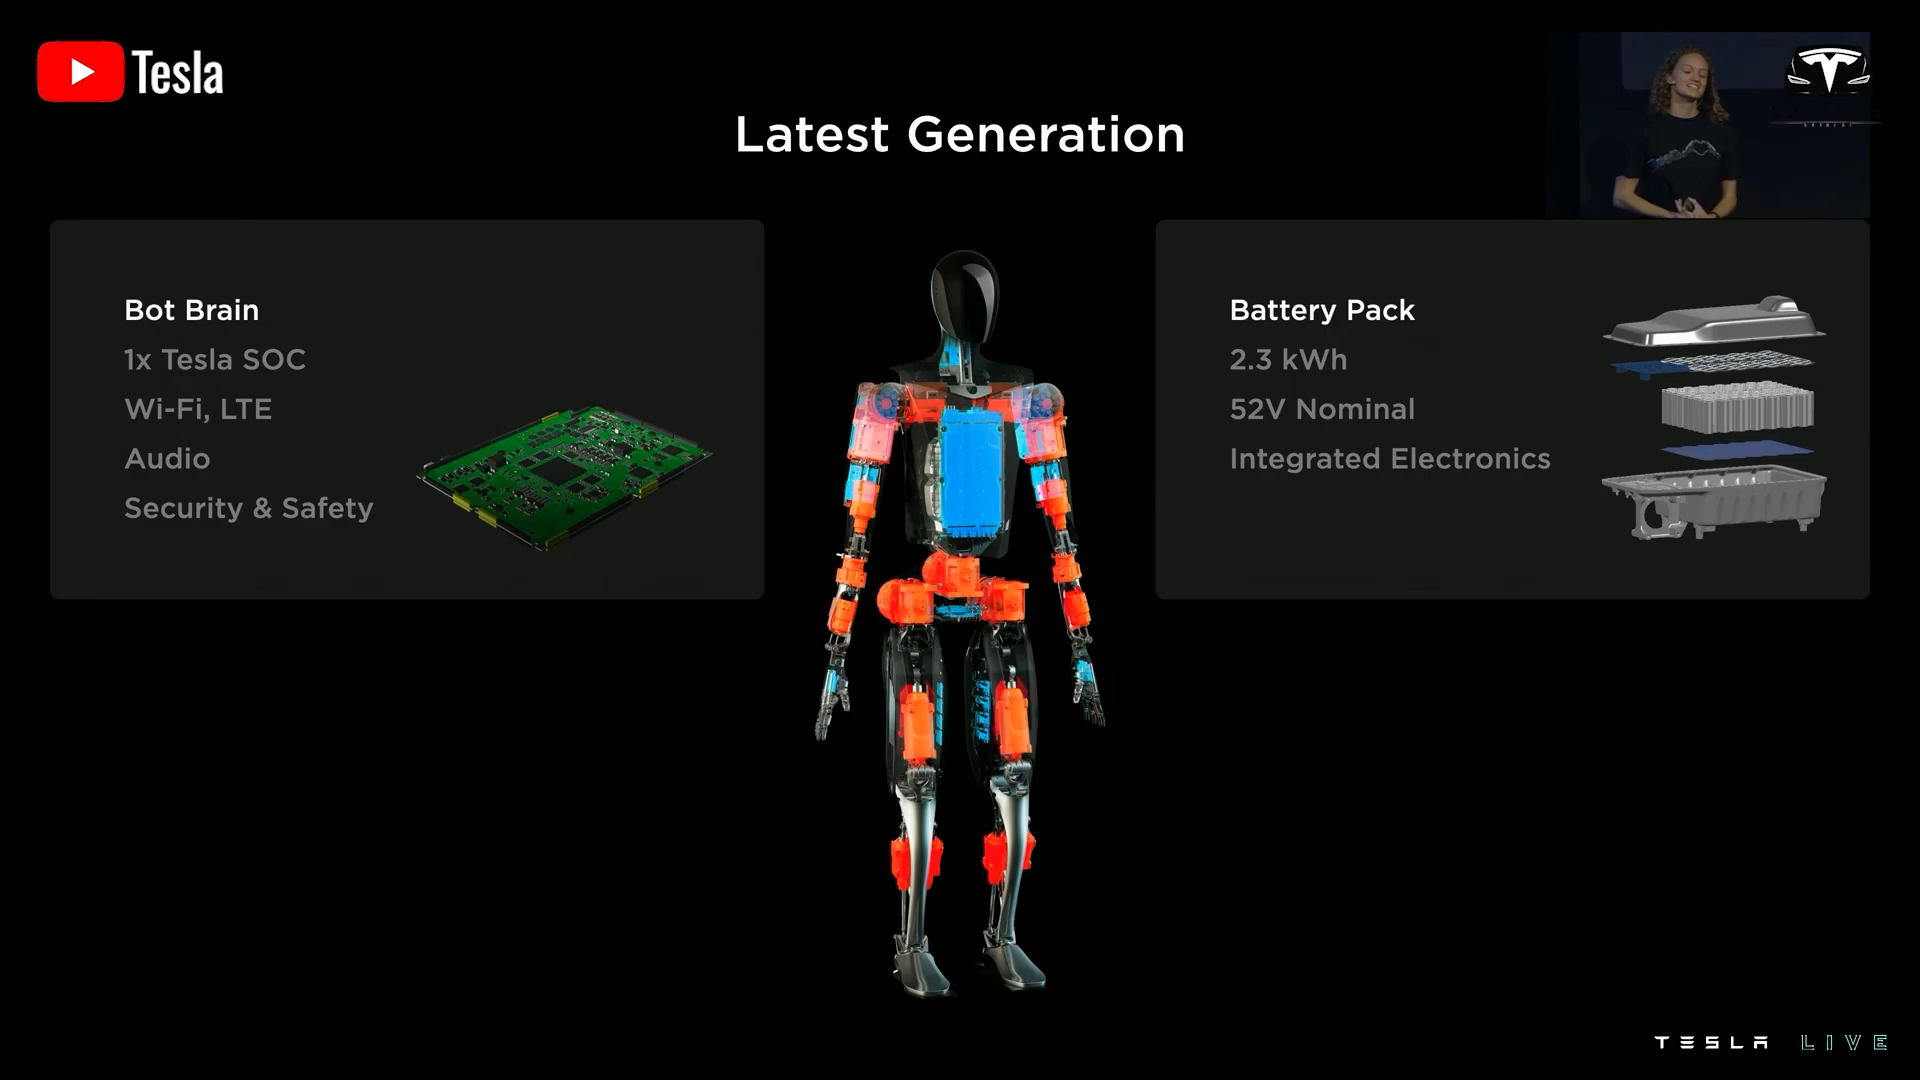 Tesla
Latest Generation
Bot Brain
1x Tesla SOC
Wi-Fi, LTE
Audio
Security & Safety
Battery Pack
2.3 kWh
52V Nominal
Integrated Electronics
TESLA LIVE